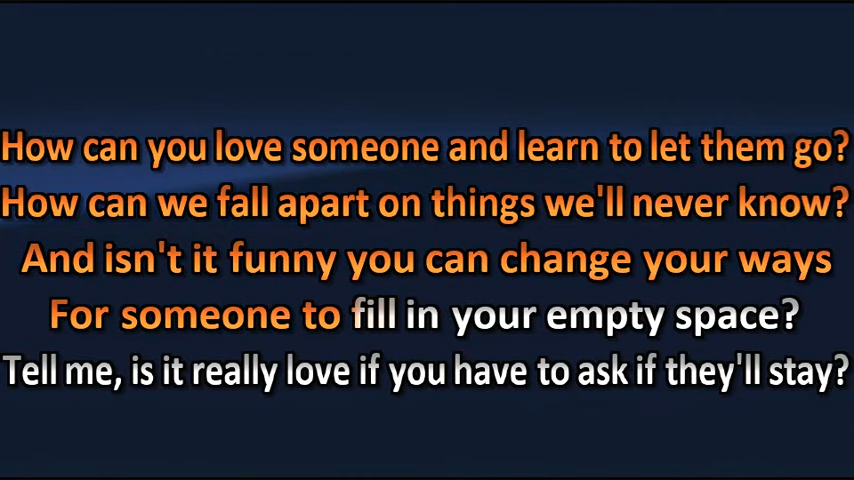 How can you love someone and learn to let them go?
How can we fall apart on things we'll never know?
And isn't it funny you can change your ways
For someone to fill in your empty space?
Tell me, is it really love if you have to ask if they'll stay?